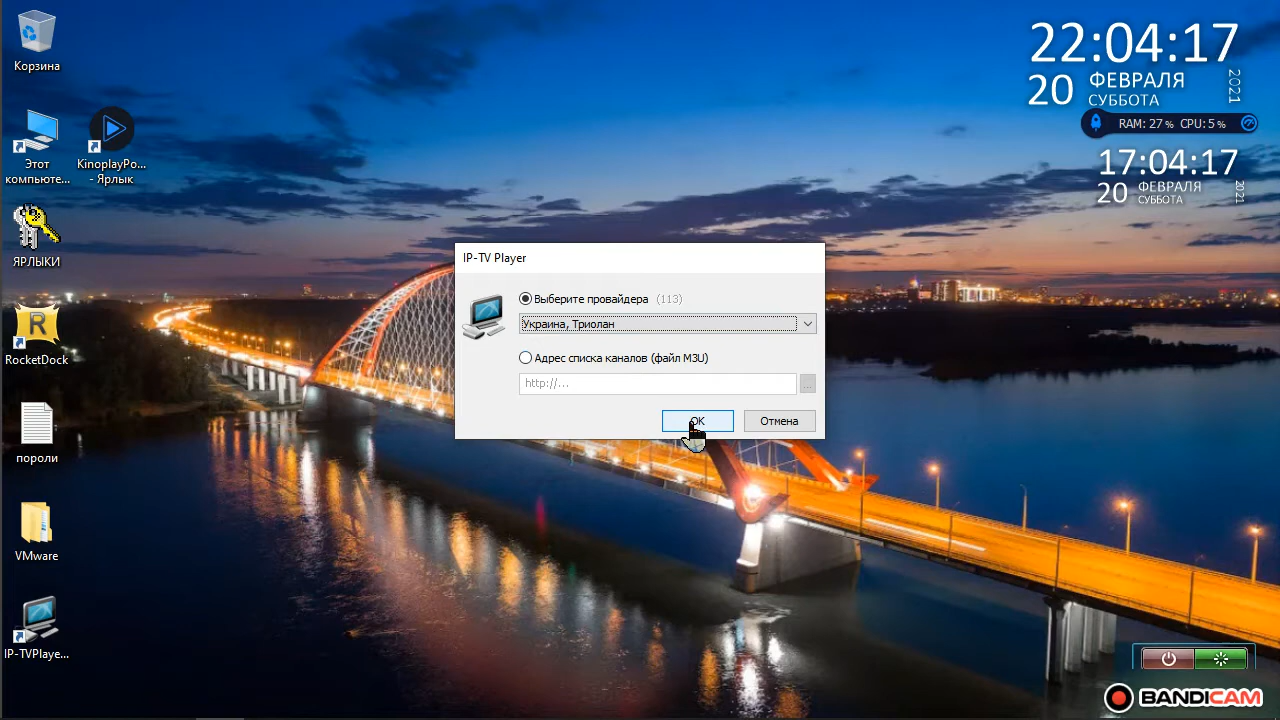 Корзина
Этот
компьюте...
KinoplayPo...
- Ярлык
ЯРЛЫКИ
R
RocketDock
пороли
VMware
IP-TVPlaye...
22:04:17
20
ФЕВРАЛЯ
СУББОТА
2021
RAM: 27 % CPU: 5 %
17:04:17
20
ФЕВРАЛЯ
СУББОТА
2021
IP-TV Player
Выберите провайдера (113)
Украина, Триолан
Адрес списка каналов (файл M3U)
http://...
...
OK
Отмена
BANDICAM